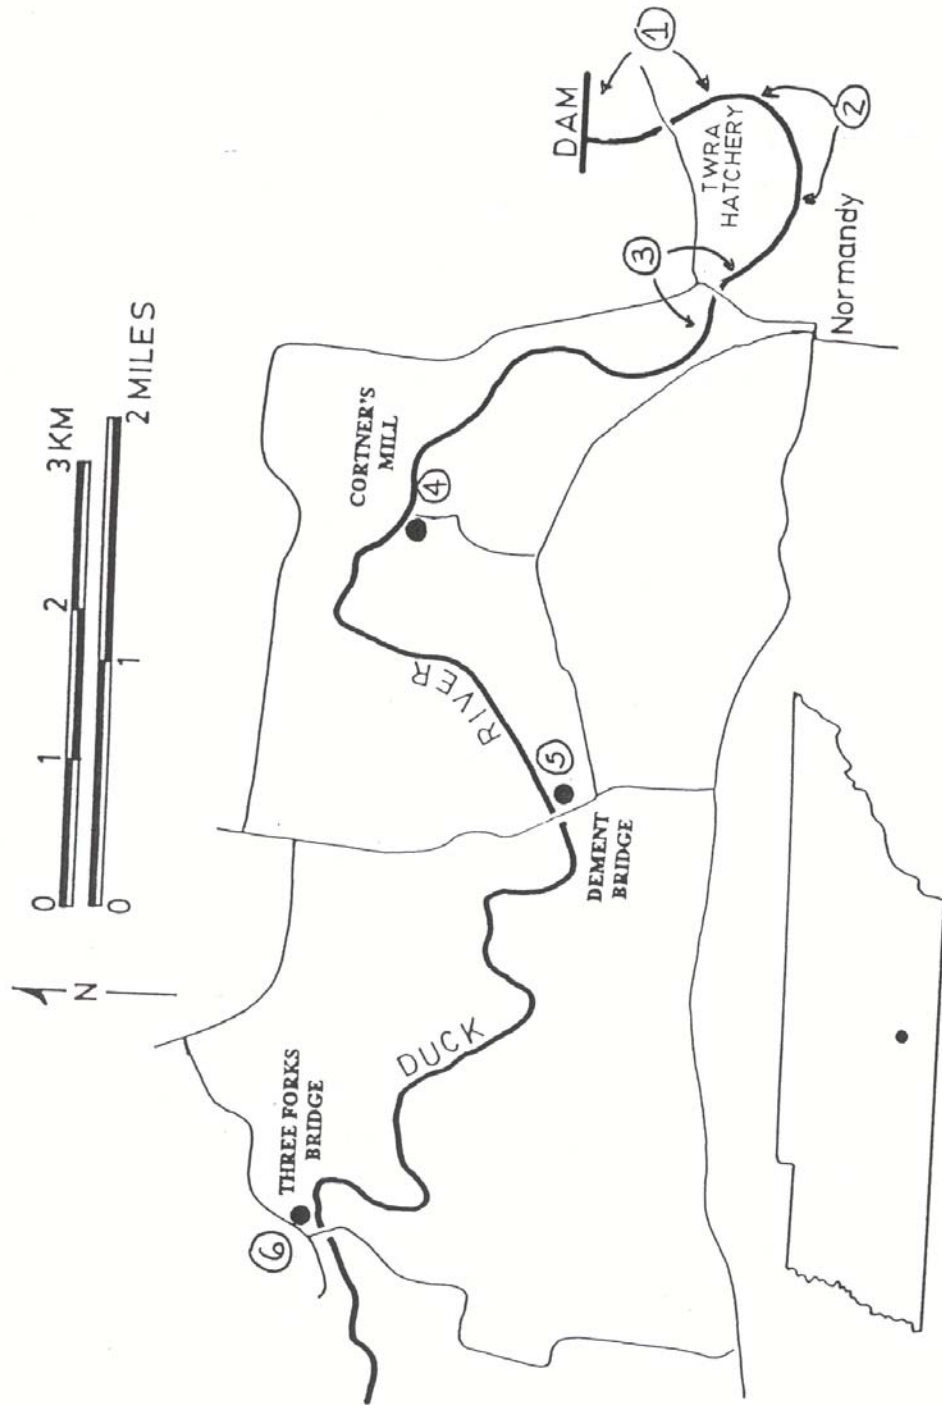 N
0 1 2 3 KM
0 1 2 MILES
DAM
1
TWRA
HATCHERY
2
3
Normandy
CORTNER'S
MILL
4
RIVER
5
DEMENT
BRIDGE
DUCK
THREE FORKS
BRIDGE
6